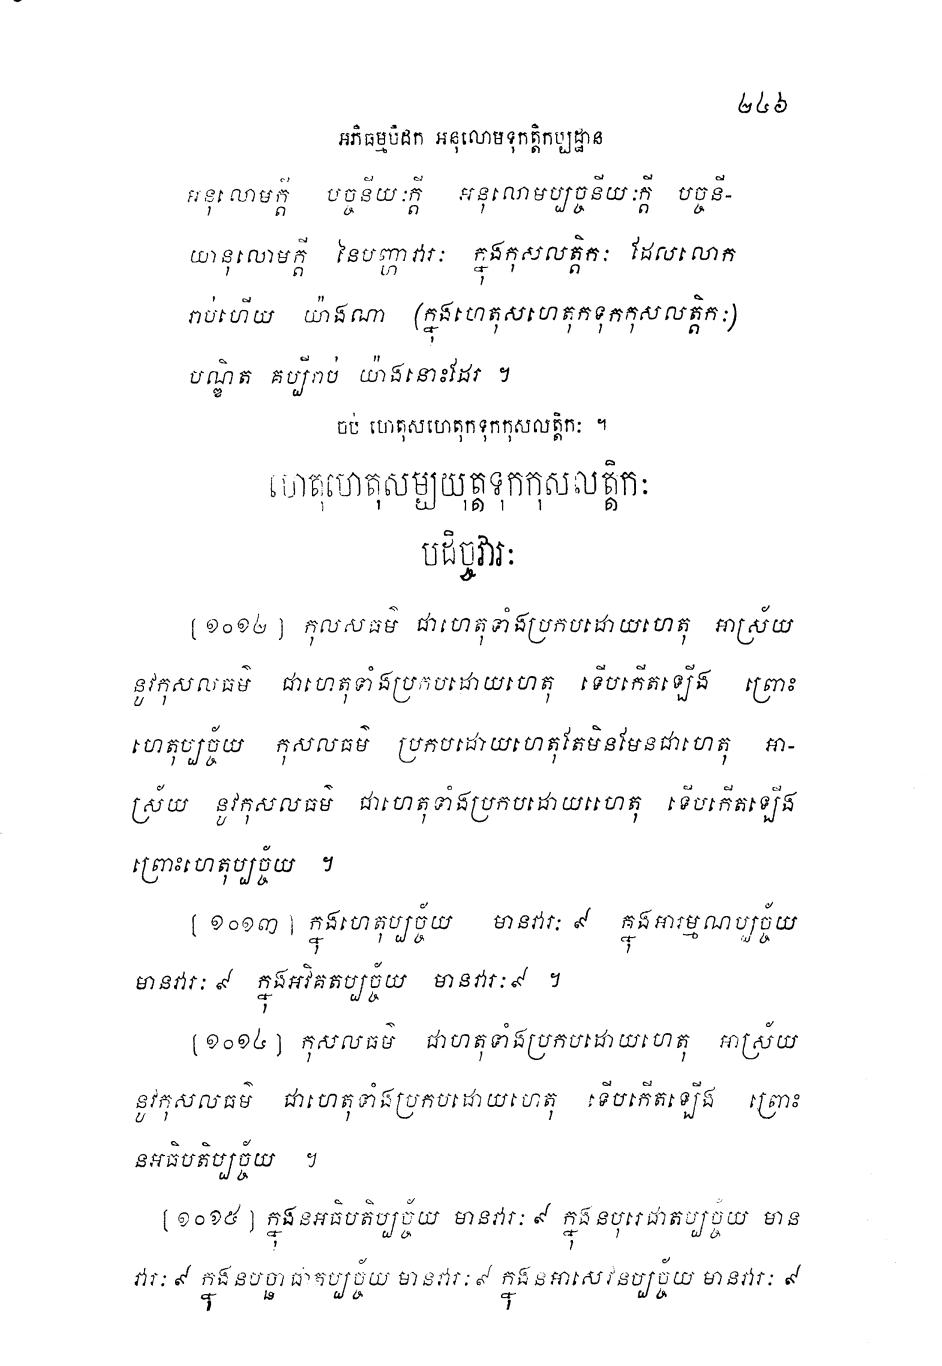 ២៤៦
អភិធម្មបិដក អនុលោមទុកត្តិកប្បដ្ឋាន
អនុលោមក្តី បច្ចនីយៈក្តី អនុលោមប្បច្ចនីយៈក្តី បច្ចនី-
យានុលោមក្តី នៃបញ្ហាវារៈ ក្នុងកុសលត្តិកៈ ដែលលោក
រាប់ហើយ យ៉ាងណា (ក្នុងហេតុសហេតុកទុកកុសលត្តិកៈ)
បណ្ឌិត គប្បីរាប់ យ៉ាងនោះដែរ ។
ចប់ ហេតុសហេតុកទុកកុសលត្តិកៈ ។
ហេតុហេតុសម្បយុត្តទុកកុសលត្តិកៈ
បដិច្ចវារៈ
[១០១២] កុលសធម៌ ជាហេតុទាំងប្រកបដោយហេតុ អាស្រ័យ
នូវកុសលធម៌ ជាហេតុទាំងប្រកបដោយហេតុ ទើបកើតឡើង ព្រោះ
ហេតុប្បច្ច័យ កុសលធម៌ ប្រកបដោយហេតុតែមិនមែនជាហេតុ អា-
ស្រ័យ នូវកុសលធម៌ ជាហេតុទាំងប្រកបដោយហេតុ ទើបកើតឡើង
ព្រោះហេតុប្បច្ច័យ ។
[១០១៣] ក្នុងហេតុប្បច្ច័យ មានវារៈ ៩ ក្នុងអារម្មណប្បច្ច័យ
មានវារៈ ៩ ក្នុងអវិគតប្បច្ច័យ មានវារៈ ៩ ។
[១០១៤] កុសលធម៌ ជាហតុទាំងប្រកបដោយហេតុ អាស្រ័យ
នូវកុសលធម៌ ជាហេតុទាំងប្រកបដោយហេតុ ទើបកើតឡើង ព្រោះ
នអធិបតិប្បច្ច័យ ។
[១០១៥] ក្នុងនអធិបតិប្បច្ច័យ មានវារៈ ៩ ក្នុងនបុរេជាតប្បច្ច័យ មាន
វារៈ ៩ ក្នុងនបច្ឆាជាតប្បច្ច័យ មានវារៈ ៩ ក្នុងនអាសេវនប្បច្ច័យ មានវារៈ ៩